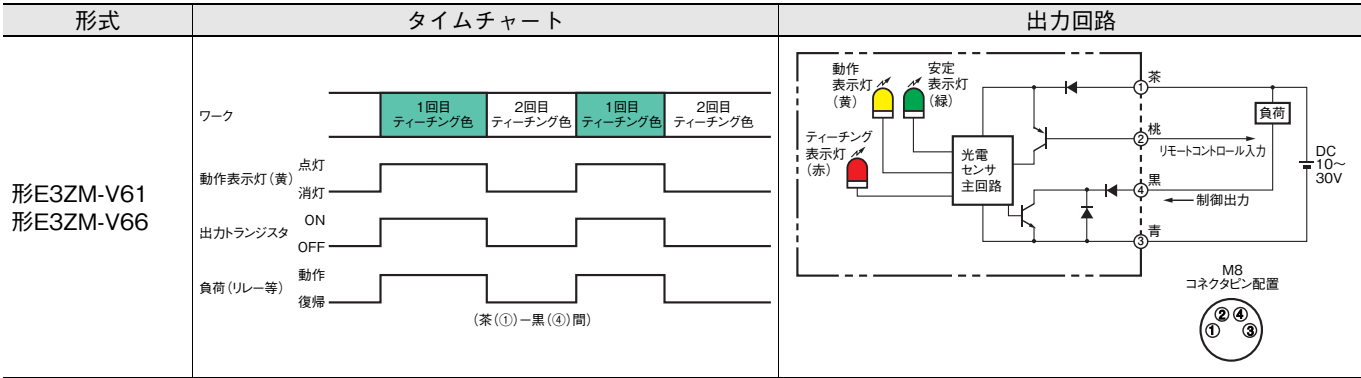 形式
タイムチャート
出力回路
形E3ZM-V61
形E3ZM-V66
ワーク
1回目
ティーチング色
2回目
ティーチング色
1回目
ティーチング色
2回目
ティーチング色
動作表示灯(黄)
点灯
消灯
出力トランジスタ
ON
OFF
負荷(リレー等)
動作
復帰
(茶(①)−黒(④)間)
動作
表示灯
(黄)
安定
表示灯
(緑)
ティーチング
表示灯
(赤)
光電
センサ
主回路
①
茶
負荷
②
桃
リモートコントロール入力
④
黒
制御出力
③
青
DC
10〜
30V
M8
コネクタピン配置
② ④
① ③